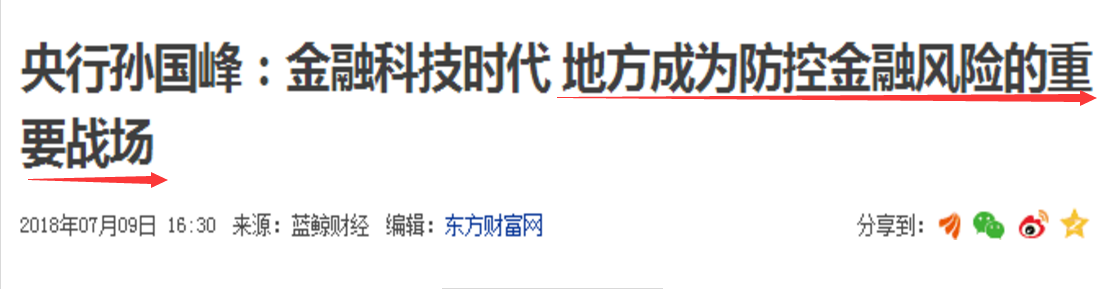 央行孙国峰：金融科技时代 地方成为防控金融风险的重
要战场
2018年07月09日 16:30 来源：蓝鲸财经 编辑：东方财富网 分享到：